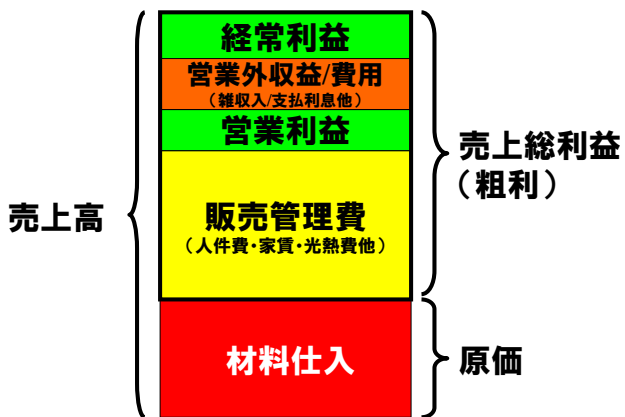 経常利益
営業外収益/費用
（雑収入/支払利息他）
営業利益
売上総利益
（粗利）
売上高
販売管理費
（人件費・家賃・光熱費他）
材料仕入
原価